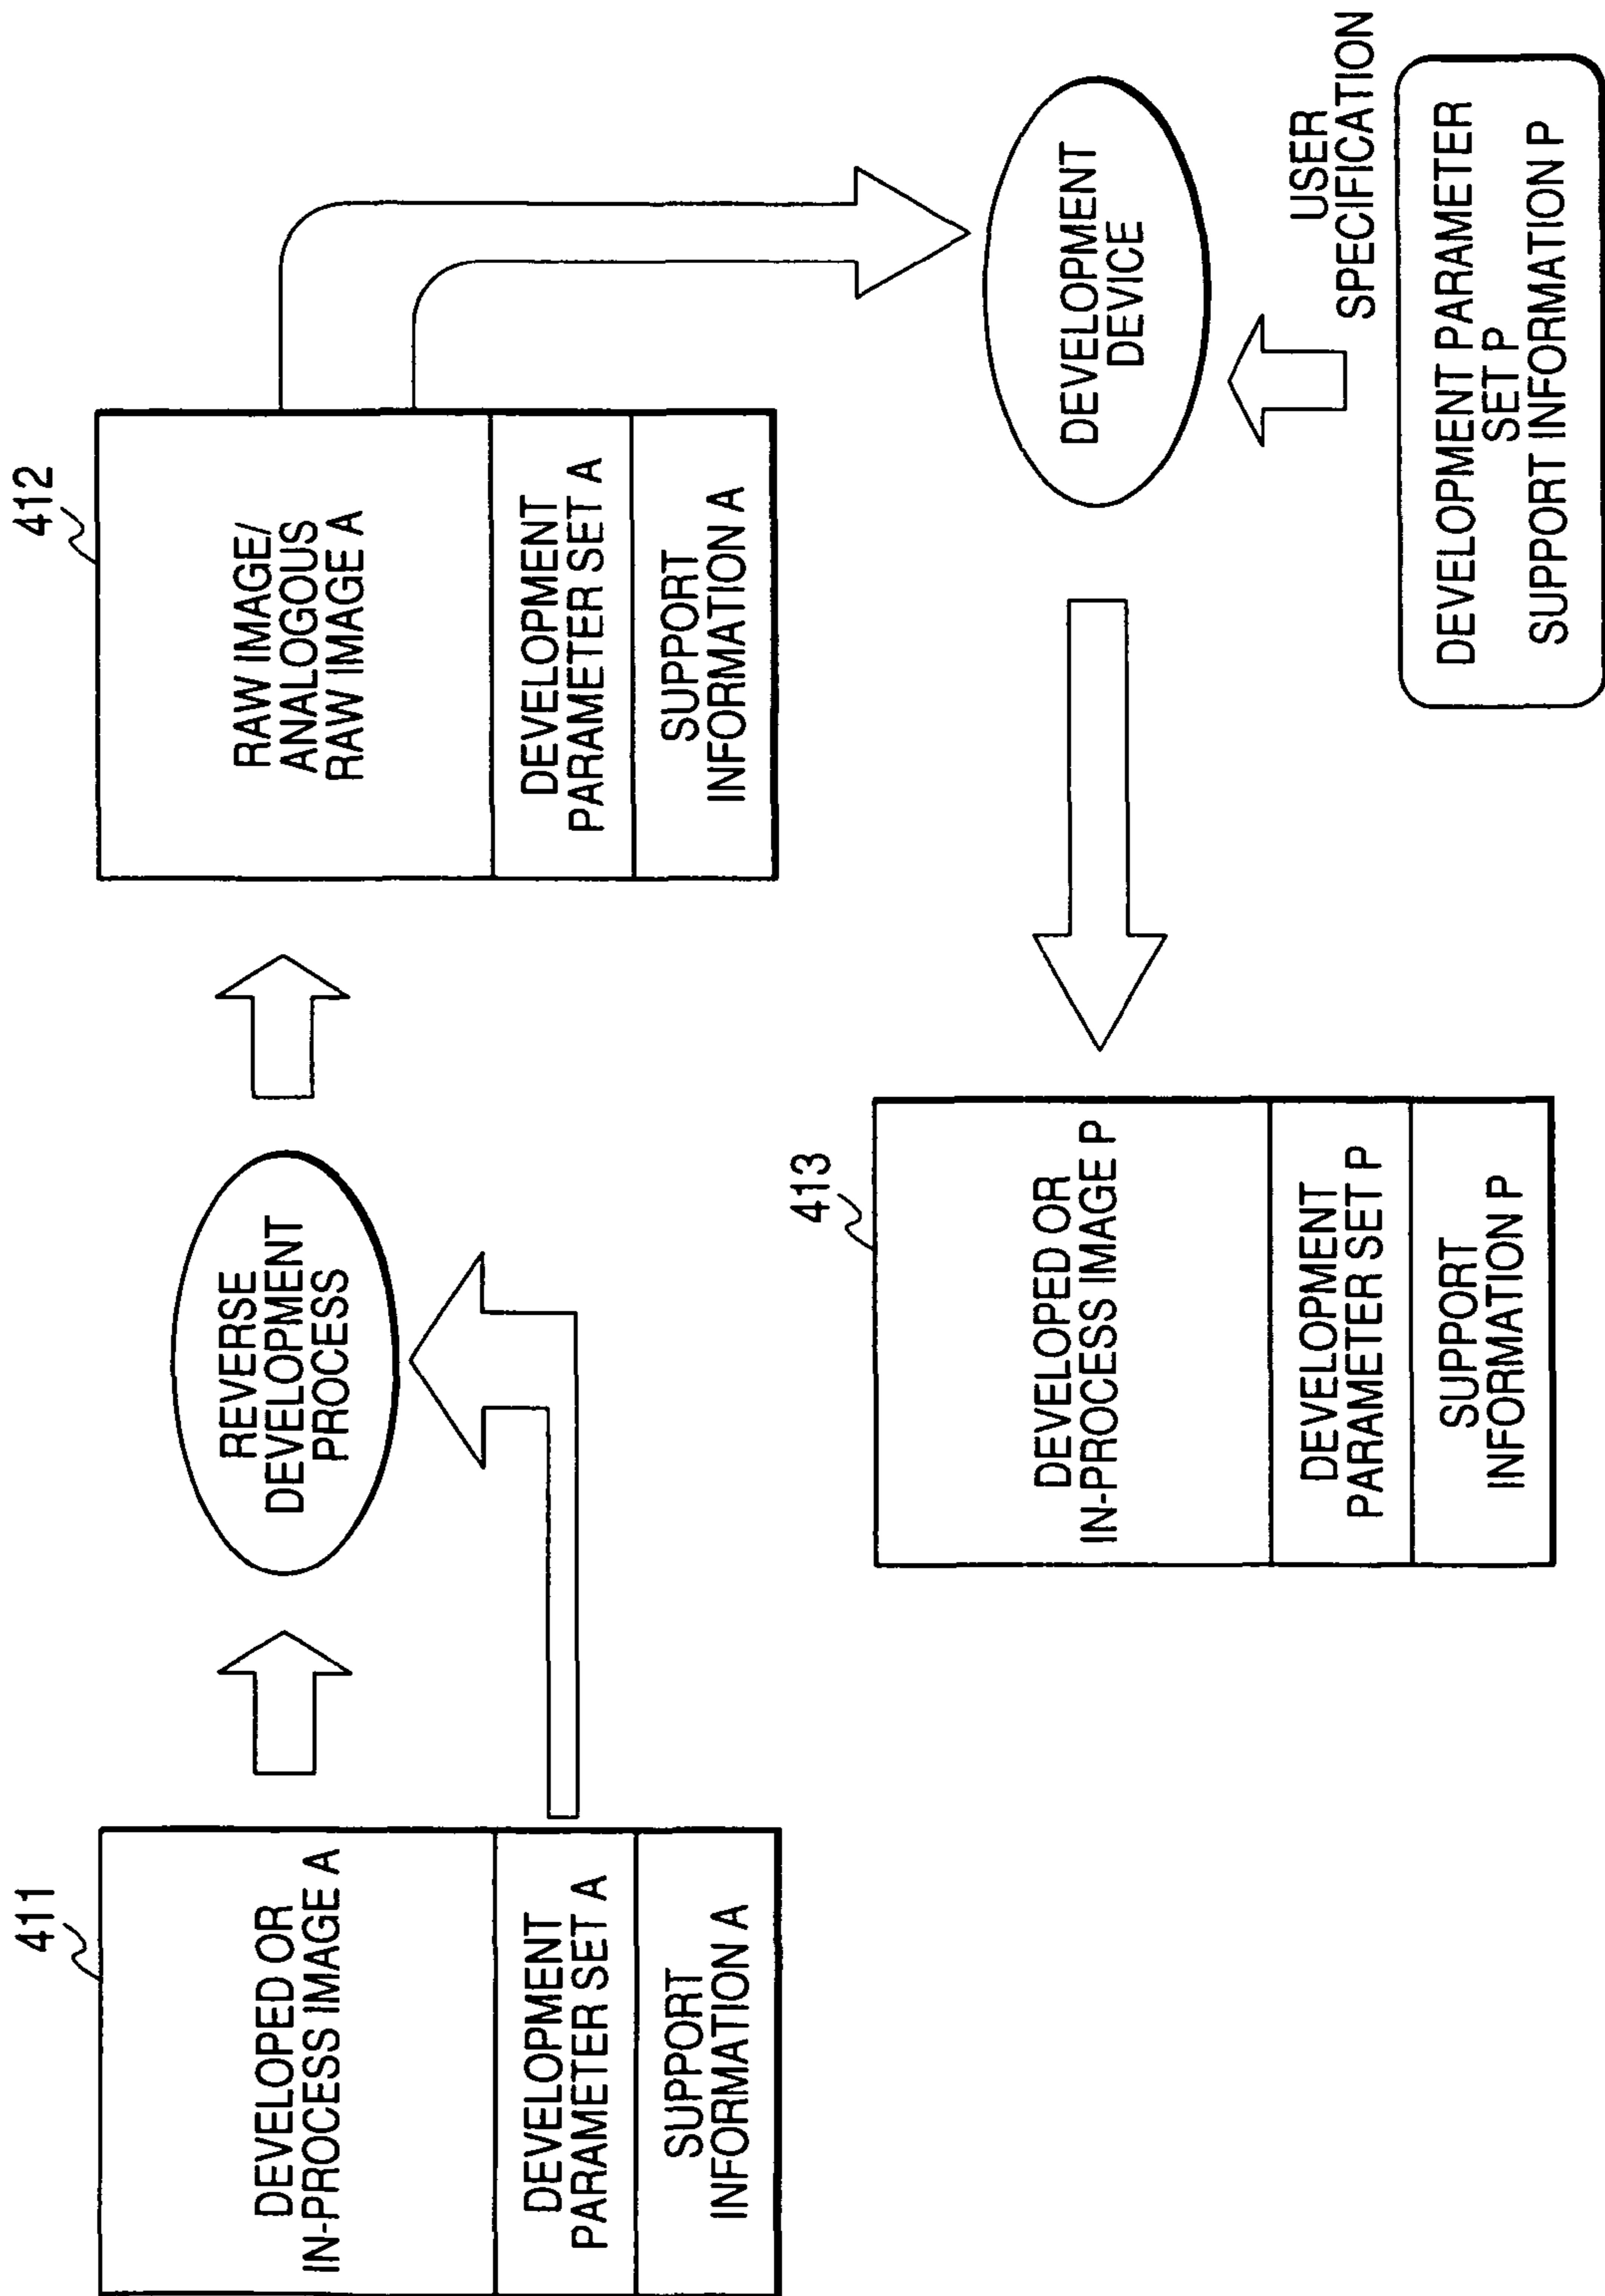 411
DEVELOPED OR
IN-PROCESS IMAGE A
DEVELOPMENT
PARAMETER SET A
SUPPORT
INFORMATION A
REVERSE
DEVELOPMENT
PROCESS
412
RAW IMAGE/
ANALOGOUS
RAW IMAGE A
DEVELOPMENT
PARAMETER SET A
SUPPORT
INFORMATION A
413
DEVELOPED OR
IN-PROCESS IMAGE P
DEVELOPMENT
PARAMETER SET P
SUPPORT
INFORMATION P
DEVELOPMENT
DEVICE
USER
SPECIFICATION
DEVELOPMENT PARAMETER
SET P
SUPPORT INFORMATION P